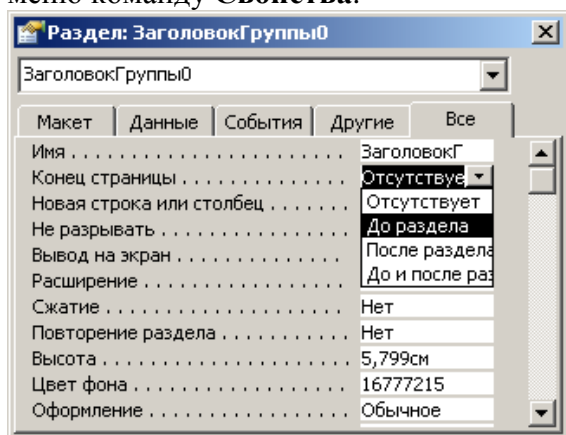 меню команду Свойства.
Раздел: ЗаголовокГруппы0
ЗаголовокГруппы0
Макет Данные События Другие Все
Имя . . . . . . . . . . . . . . . . . . . . . . . ЗаголовокГ
Конец страницы . . . . . . . . . . . . . Отсутствуе
Новая строка или столбец . . . . . . . Отсутствует
Не разрывать . . . . . . . . . . . . . . . До раздела
Вывод на экран . . . . . . . . . . . . . . После раздела
Расширение . . . . . . . . . . . . . . . . До и после раз
Сжатие . . . . . . . . . . . . . . . . . . . . Нет
Повторение раздела . . . . . . . . . . Нет
Высота . . . . . . . . . . . . . . . . . . . . 5,799см
Цвет фона . . . . . . . . . . . . . . . . . 16777215
Оформление . . . . . . . . . . . . . . . . Обычное